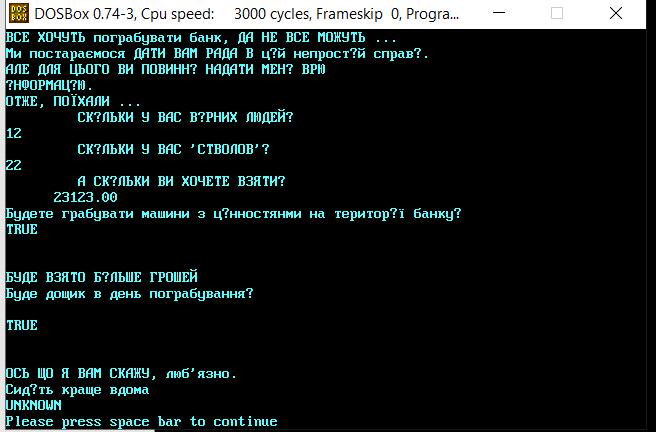 DOSBox 0.74-3, Cpu speed: 3000 cycles, Frameskip 0, Progra...
ВСЕ ХОЧУТЬ пограбувати банк, ДА НЕ ВСЕ МОЖУТЬ ...
Ми постараємося ДАТИ ВАМ РАДА В ц?й непрост?й справ?.
АЛЕ ДЛЯ ЦЬОГО ВИ ПОВИНН? НАДАТИ МЕН? ВРЮ
?НФОРМАЦ?Ю.
ОТЖЕ, ПОЇХАЛИ ...
СК?ЛЬКИ У ВАС В?РНИХ ЛЮДЕЙ?
12
СК?ЛЬКИ У ВАС 'СТВОЛОВ'?
22
А СК?ЛЬКИ ВИ ХОЧЕТЕ ВЗЯТИ?
23123.00
Будете грабувати машини з ц?нностянми на територ?ї банку?
TRUE
БУДЕ ВЗЯТО Б?ЛЬШЕ ГРОШЕЙ
Буде дощик в день пограбування?
TRUE
ОСЬ ЩО Я ВАМ СКАЖУ, люб'язно.
Сид?ть краще вдома
UNKNOWN
Please press space bar to continue